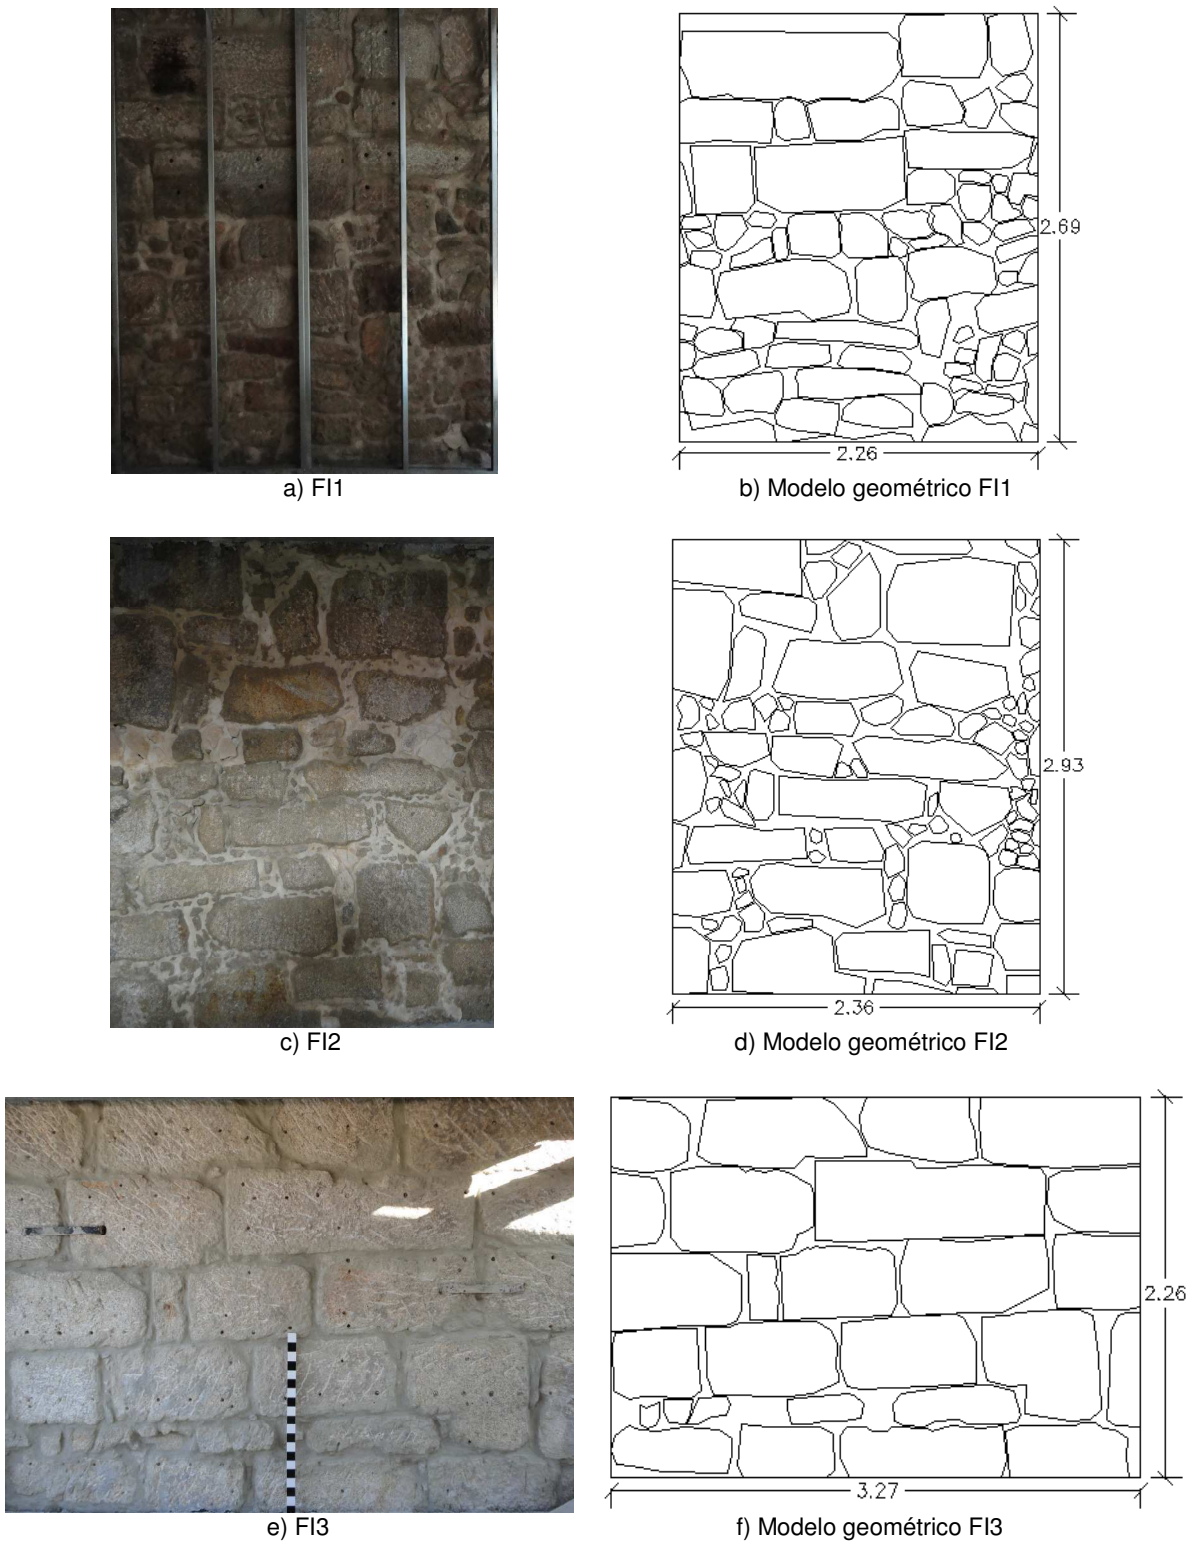 2.69
2.26
a) FI1
b) Modelo geométrico FI1
2.93
2.36
c) FI2
d) Modelo geométrico FI2
2.26
3.27
e) FI3
f) Modelo geométrico FI3